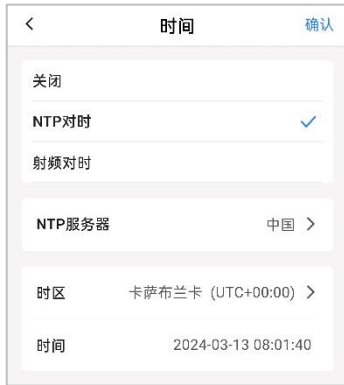 时间 确认
关闭
NTP对时
射频对时
NTP服务器 中国
时区 卡萨布兰卡 (UTC+00:00)
时间 2024-03-13 08:01:40